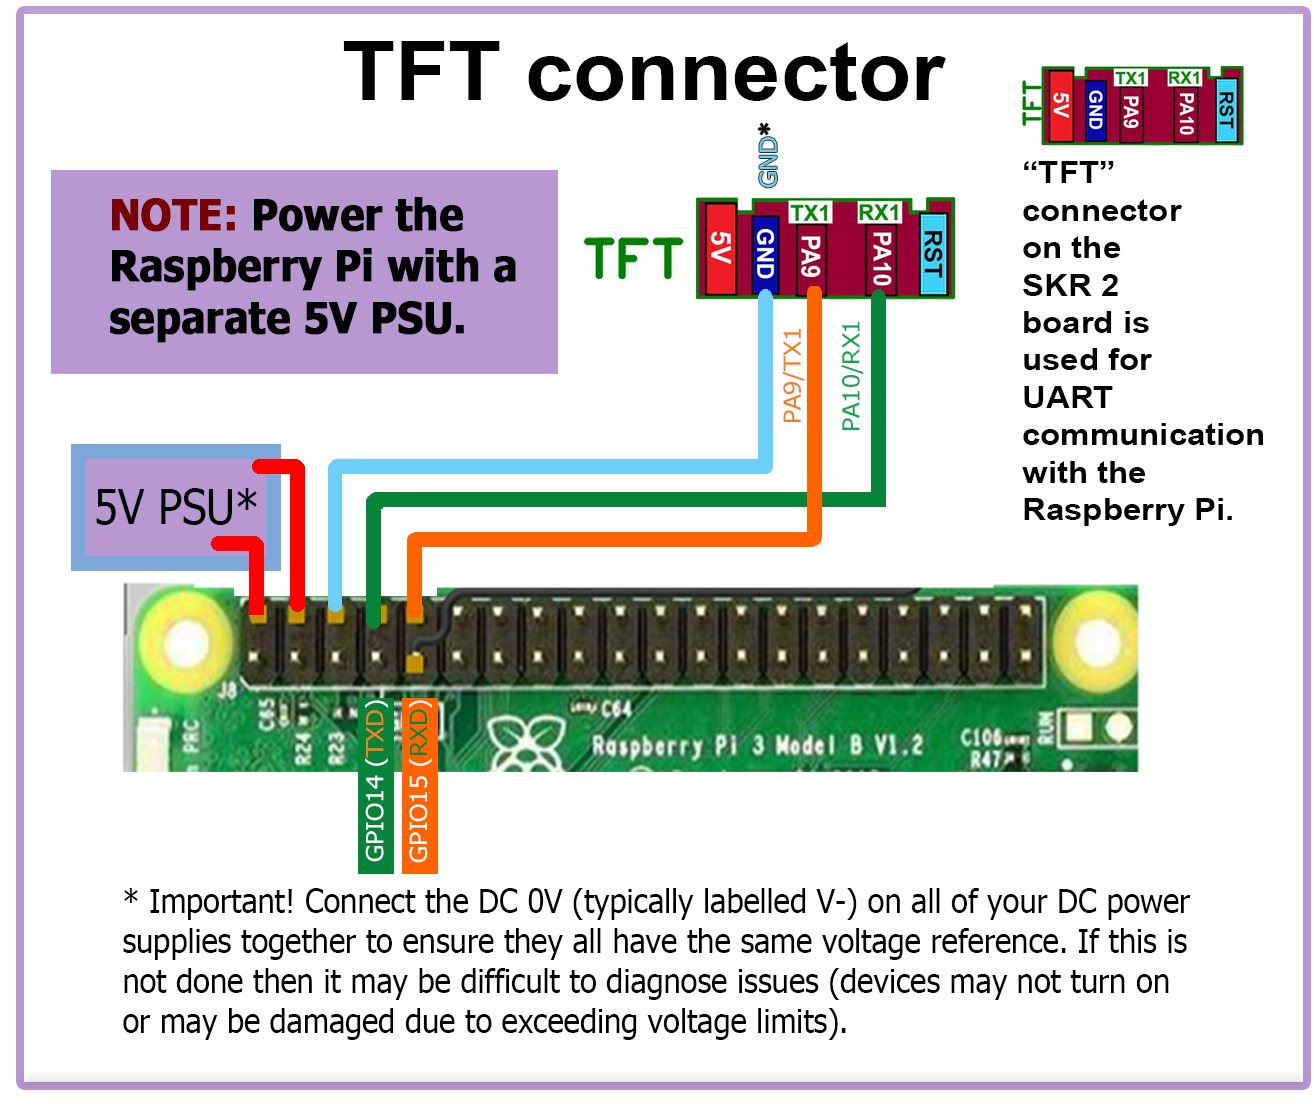 TFT connector
NOTE: Power the
Raspberry Pi with a
separate 5V PSU.
GND*
TFT
5V
GND
TX1
PA9
RX1
PA10
RST
TFT
5V
GND
TX1
PA9
RX1
PA10
RST
“TFT”
connector
on the
SKR 2
board is
used for
UART
communication
with the
Raspberry Pi.
PA9/TX1
PA10/RX1
5V PSU*
J8
PRC
C65
R24
R23
C64
Raspberry Pi 3 Model B V1.2
C106
R47
RUN
GPIO14 (TXD)
GPIO15 (RXD)
* Important! Connect the DC 0V (typically labelled V-) on all of your DC power
supplies together to ensure they all have the same voltage reference. If this is
not done then it may be difficult to diagnose issues (devices may not turn on
or may be damaged due to exceeding voltage limits).